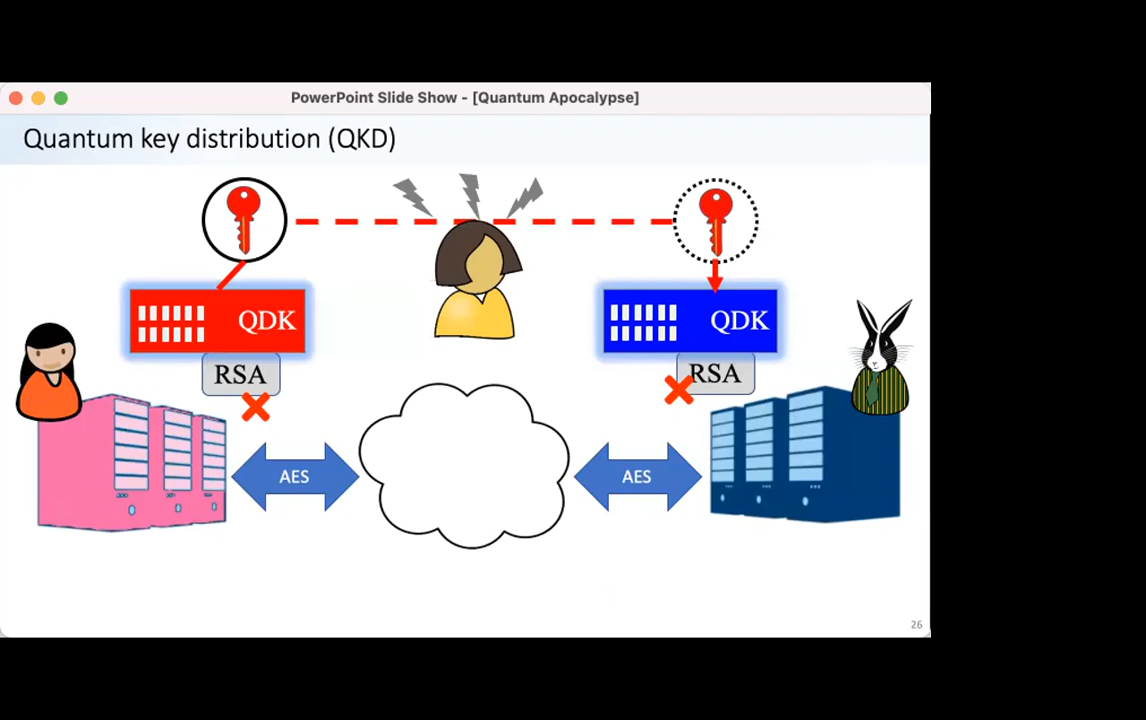 PowerPoint Slide Show - [Quantum Apocalypse]
Quantum key distribution (QKD)
QDK
QDK
RSA
RSA
AES
AES
26